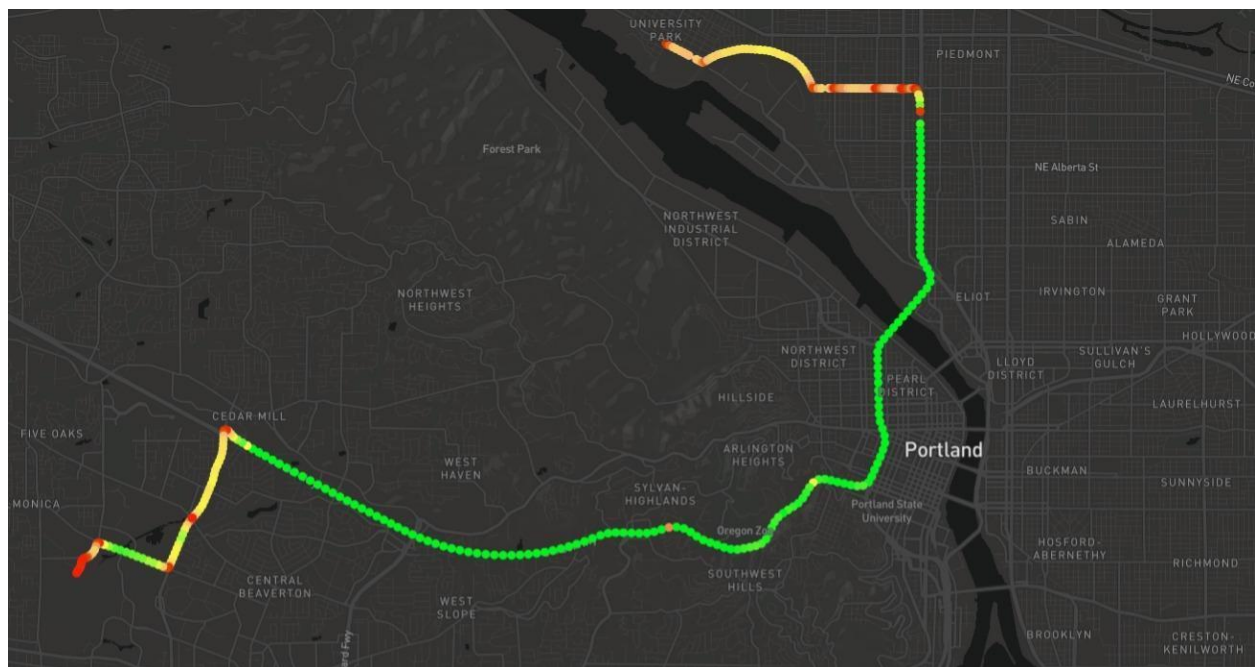 UNIVERSITY
PARK
PIEDMONT
NE Co
Forest Park
NE Alberta St
NORTHWEST
INDUSTRIAL
DISTRICT
SABIN
ALAMEDA
NORTHWEST
HEIGHTS
ELIOT
IRVINGTON
GRANT
PARK
HOLLYWOOD
NORTHWEST
DISTRICT
LLOYD
DISTRICT
SULLIVAN'S
GULCH
PEARL
DISTRICT
HILLSIDE
LAURELHURST
CEDAR MILL
FIVE OAKS
ARLINGTON
HEIGHTS
Portland
WEST
HAVEN
BUCKMAN
SYLVAN-
HIGHLANDS
SUNNYSIDE
LMONICA
Portland State
University
Oregon Zoo
HOSFORD-
ABERNETHY
RICHMOND
SOUTHWEST
HILLS
CENTRAL
BEAVERTON
WEST
SLOPE
ard Fwy
BROOKLYN
CRESTON-
KENILWORTH